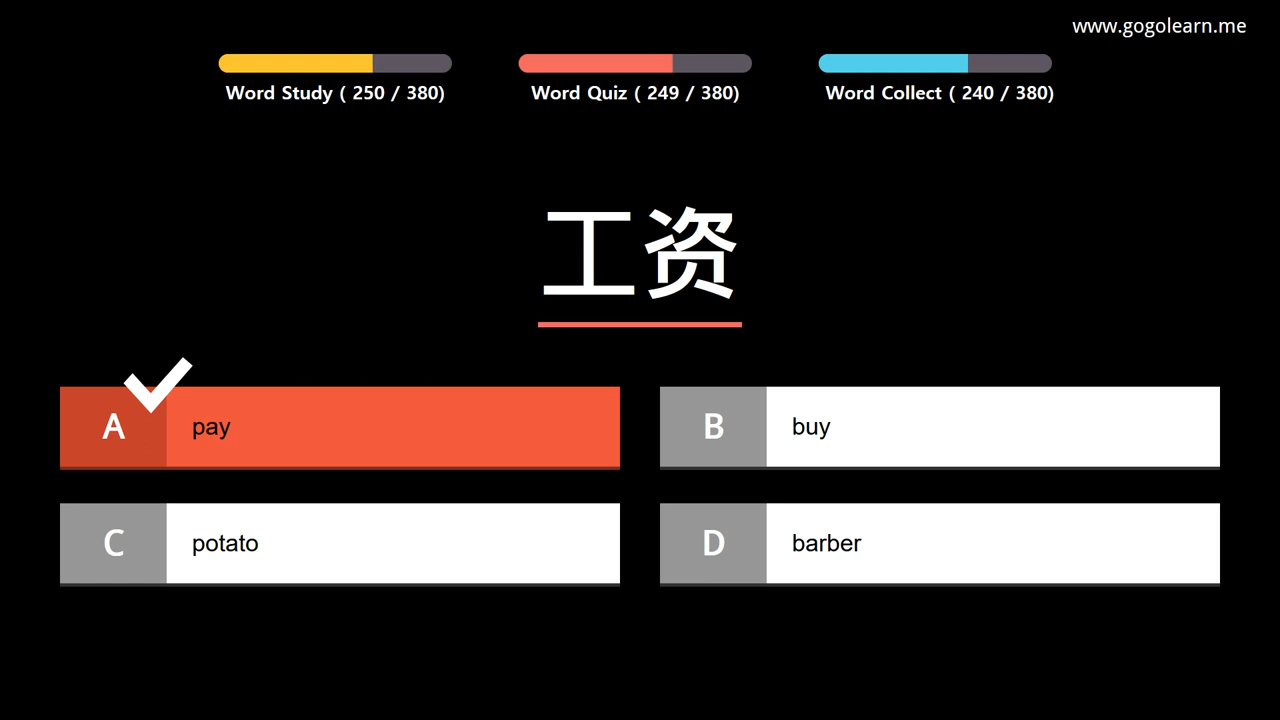 www.gogolearn.me
Word Study ( 250 / 380)
Word Quiz ( 249 / 380)
Word Collect ( 240 / 380)
工资
A pay
B buy
C potato
D barber